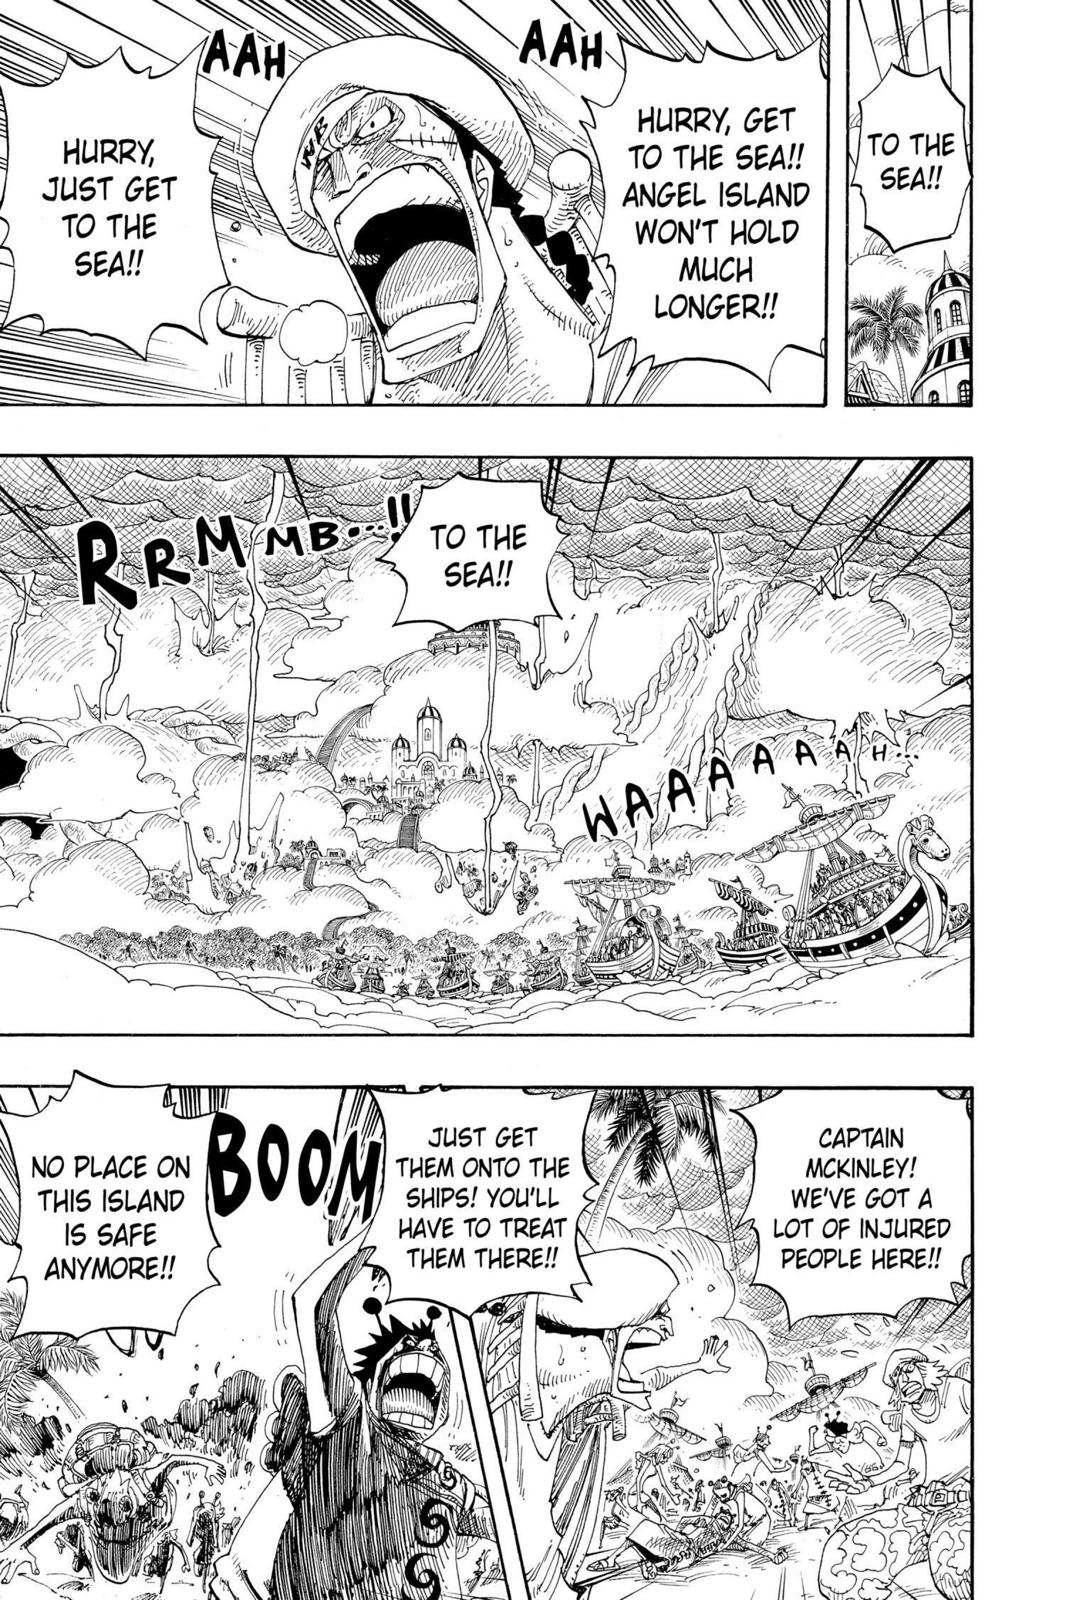 TO THE
SEA!!
AAH
HURRY, GET
TO THE SEA!!
ANGEL ISLAND
WON'T HOLD
MUCH
LONGER!!
AAH
WB
HURRY,
JUST GET
TO THE
SEA!!
TO THE
SEA!!
RRMMMB...!!
WAAAAAAAH...
CAPTAIN
MCKINLEY!
WE'VE GOT A
LOT OF INJURED
PEOPLE HERE!!
JUST GET
THEM ONTO THE
SHIPS! YOU'LL
HAVE TO TREAT
THEM THERE!!
BOOM
NO PLACE ON
THIS ISLAND
IS SAFE
ANYMORE!!